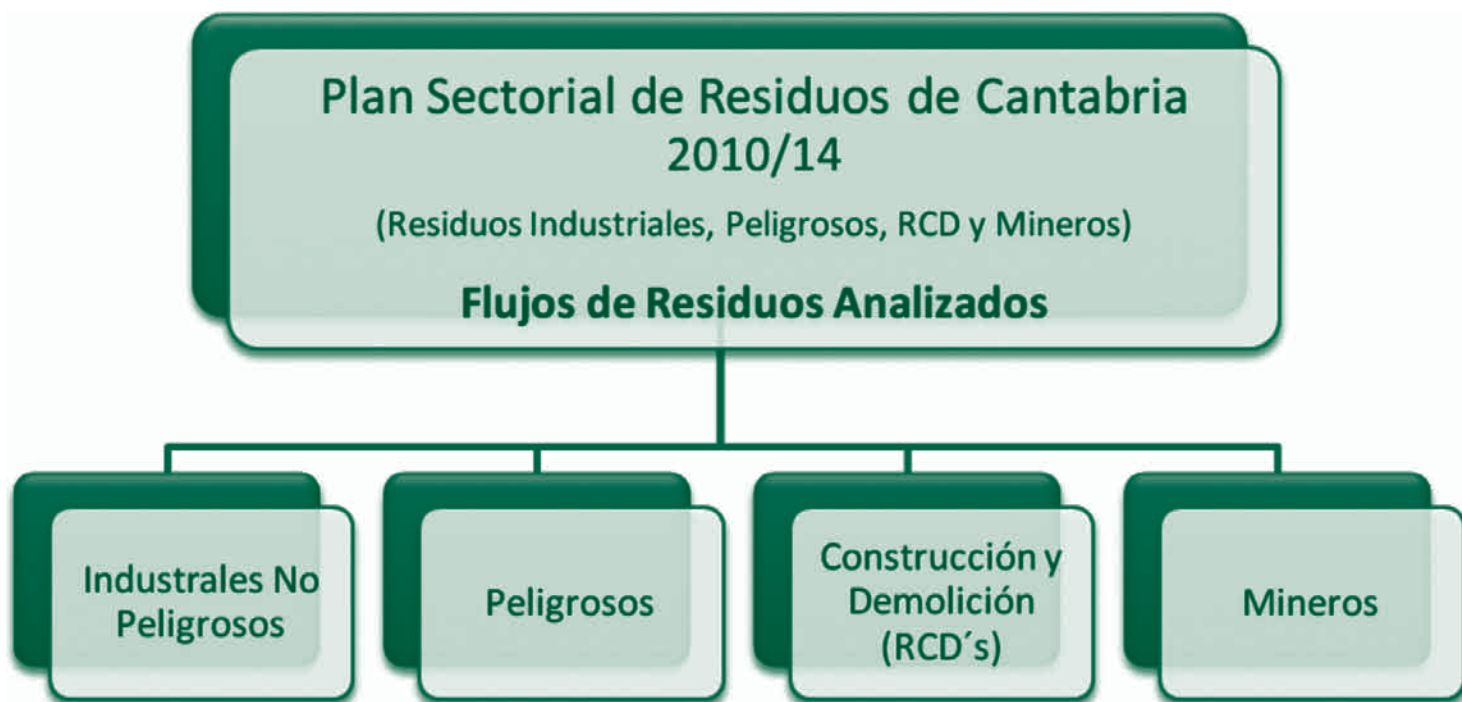 Plan Sectorial de Residuos de Cantabria
2010/14
(Residuos Industriales, Peligrosos, RCD y Mineros)
Flujos de Residuos Analizados
Industrales No
Peligrosos
Peligrosos
Construcción y
Demolición
(RCD´s)
Mineros